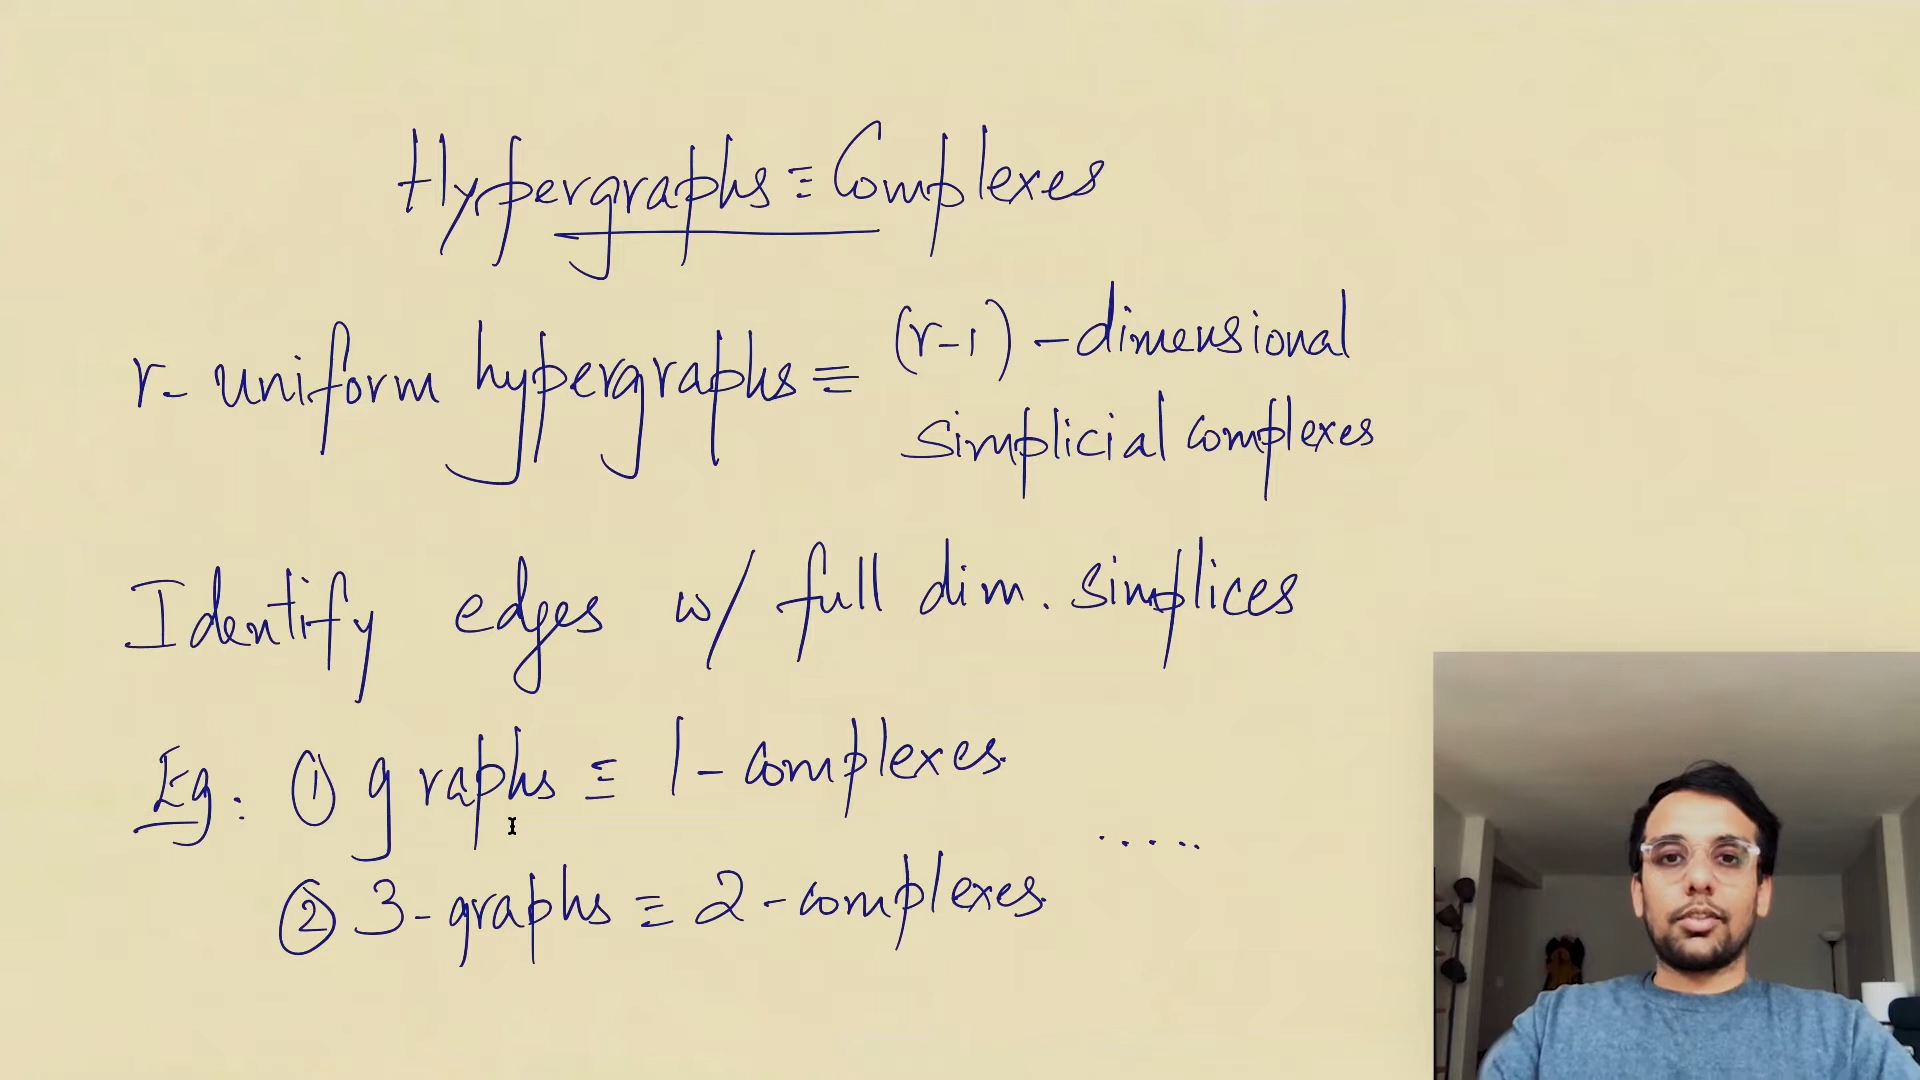 Hypergraphs ≡ Complexes
r- uniform hypergraphs ≡ (r-1) - dimensional
simplicial complexes
Identify edges w/ full dim. simplices
Eg: ① graphs ≡ 1-complexes.
.....
② 3-graphs ≡ 2-complexes.